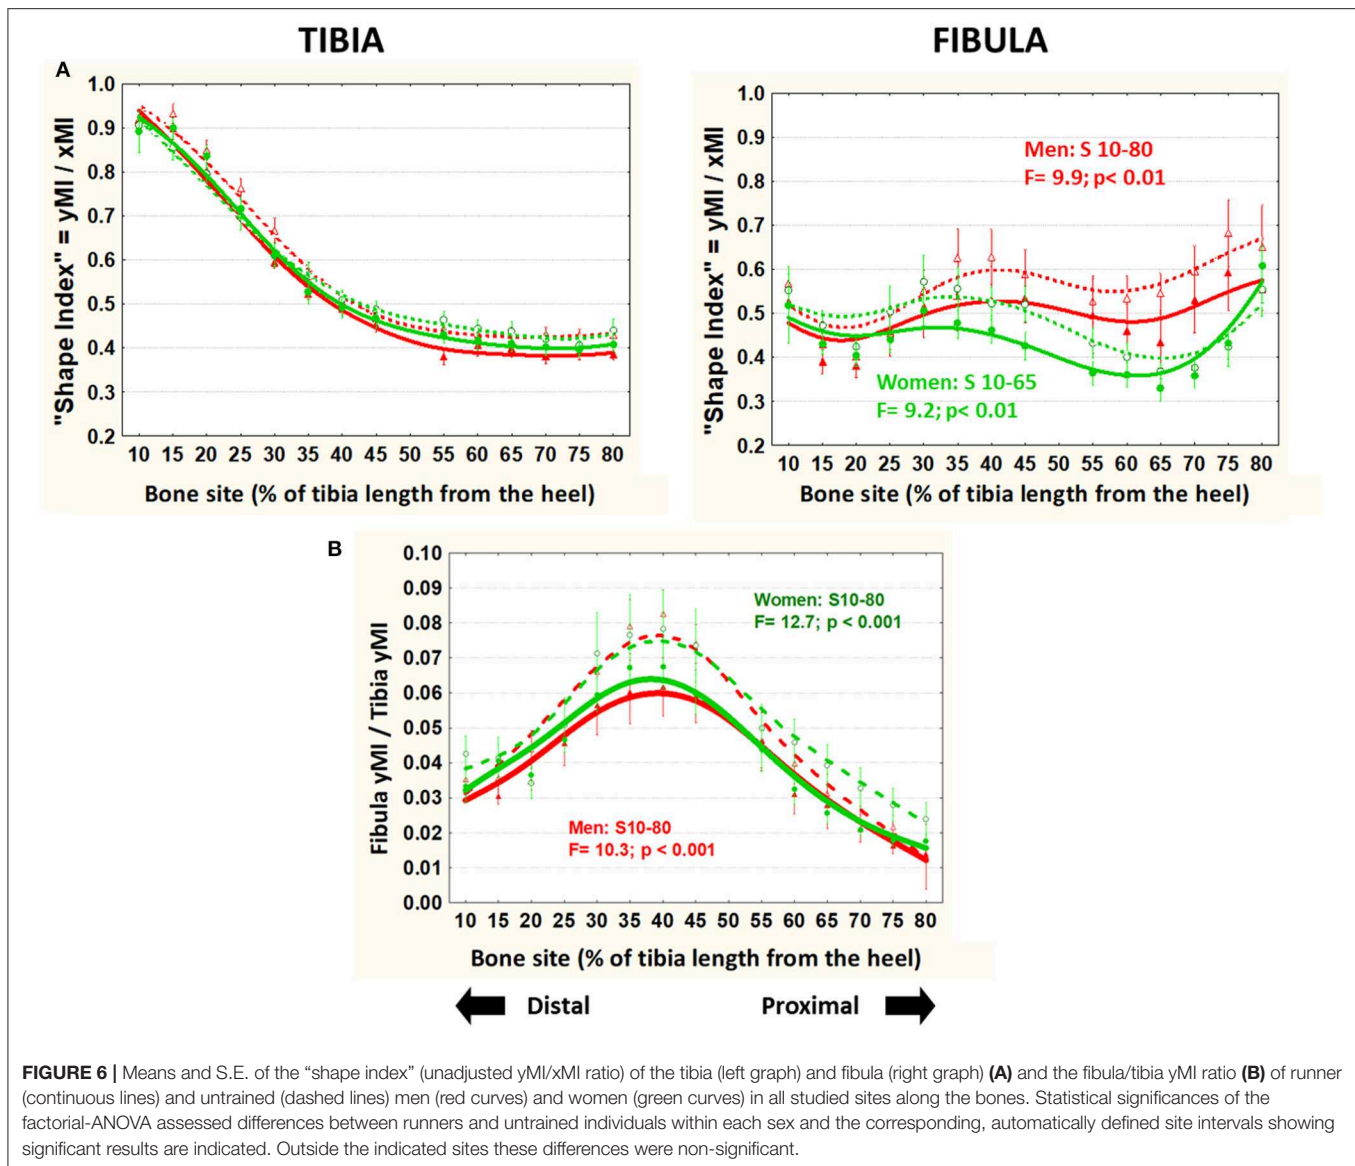 TIBIA
FIBULA
A
"Shape Index" = yMI / xMI
1.0
0.9
0.8
0.7
0.6
0.5
0.4
0.3
0.2
10 15 20 25 30 35 40 45 50 55 60 65 70 75 80
Bone site (% of tibia length from the heel)
"Shape Index" = yMI / xMI
1.0
0.9
0.8
0.7
0.6
0.5
0.4
0.3
0.2
Men: S 10-80
F= 9.9; p< 0.01
Women: S 10-65
F= 9.2; p< 0.01
10 15 20 25 30 35 40 45 50 55 60 65 70 75 80
Bone site (% of tibia length from the heel)
B
Fibula yMI / Tibia yMI
0.10
0.09
0.08
0.07
0.06
0.05
0.04
0.03
0.02
0.01
0.00
Women: S10-80
F= 12.7; p < 0.001
Men: S10-80
F= 10.3; p < 0.001
10 15 20 25 30 35 40 45 50 55 60 65 70 75 80
Bone site (% of tibia length from the heel)
Distal Proximal
FIGURE 6 | Means and S.E. of the “shape index” (unadjusted yMI/xMI ratio) of the tibia (left graph) and fibula (right graph) (A) and the fibula/tibia yMI ratio (B) of runner
(continuous lines) and untrained (dashed lines) men (red curves) and women (green curves) in all studied sites along the bones. Statistical significances of the
factorial-ANOVA assessed differences between runners and untrained individuals within each sex and the corresponding, automatically defined site intervals showing
significant results are indicated. Outside the indicated sites these differences were non-significant.